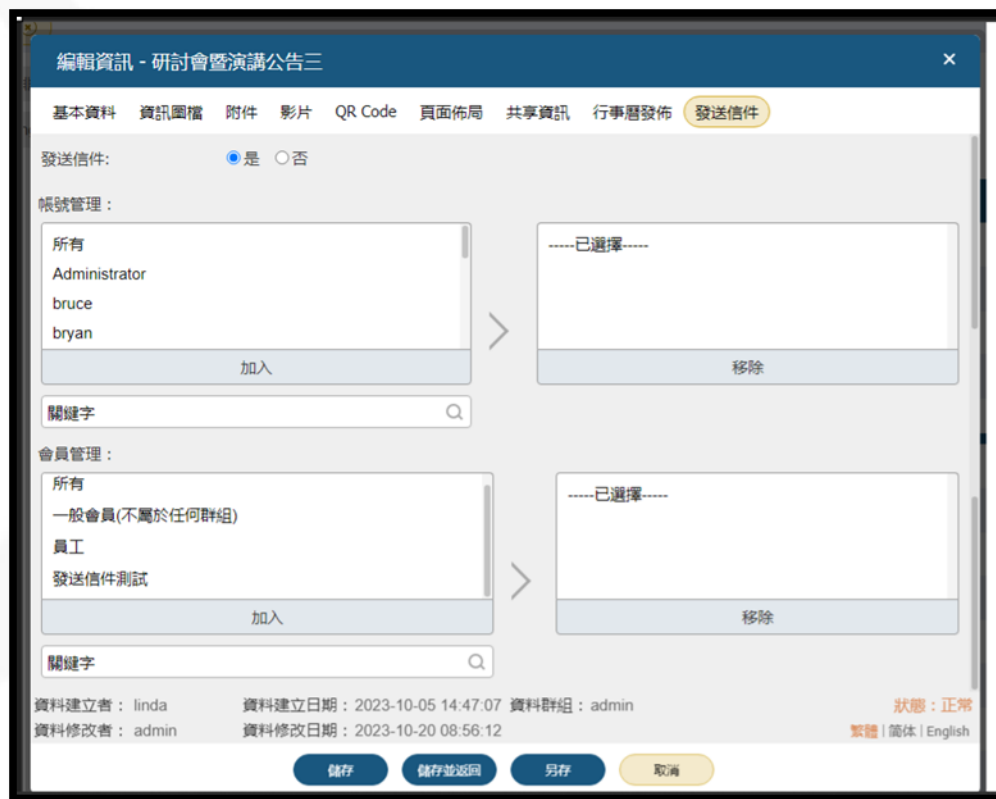 編輯資訊 - 研討會暨演講公告三 ×
基本資料 資訊圖檔 附件 影片 QR Code 頁面佈局 共享資訊 行事曆發佈 發送信件
發送信件: 是 否
帳號管理：
所有
Administrator
bruce
bryan
加入
-----已選擇-----
移除
關鍵字
會員管理：
所有
一般會員(不屬於任何群組)
員工
發送信件測試
加入
-----已選擇-----
移除
關鍵字
資料建立者： linda 資料建立日期：2023-10-05 14:47:07 資料群組：admin 狀態：正常
資料修改者： admin 資料修改日期：2023-10-20 08:56:12 繁體 | 简体 | English
儲存 儲存並返回 另存 取消